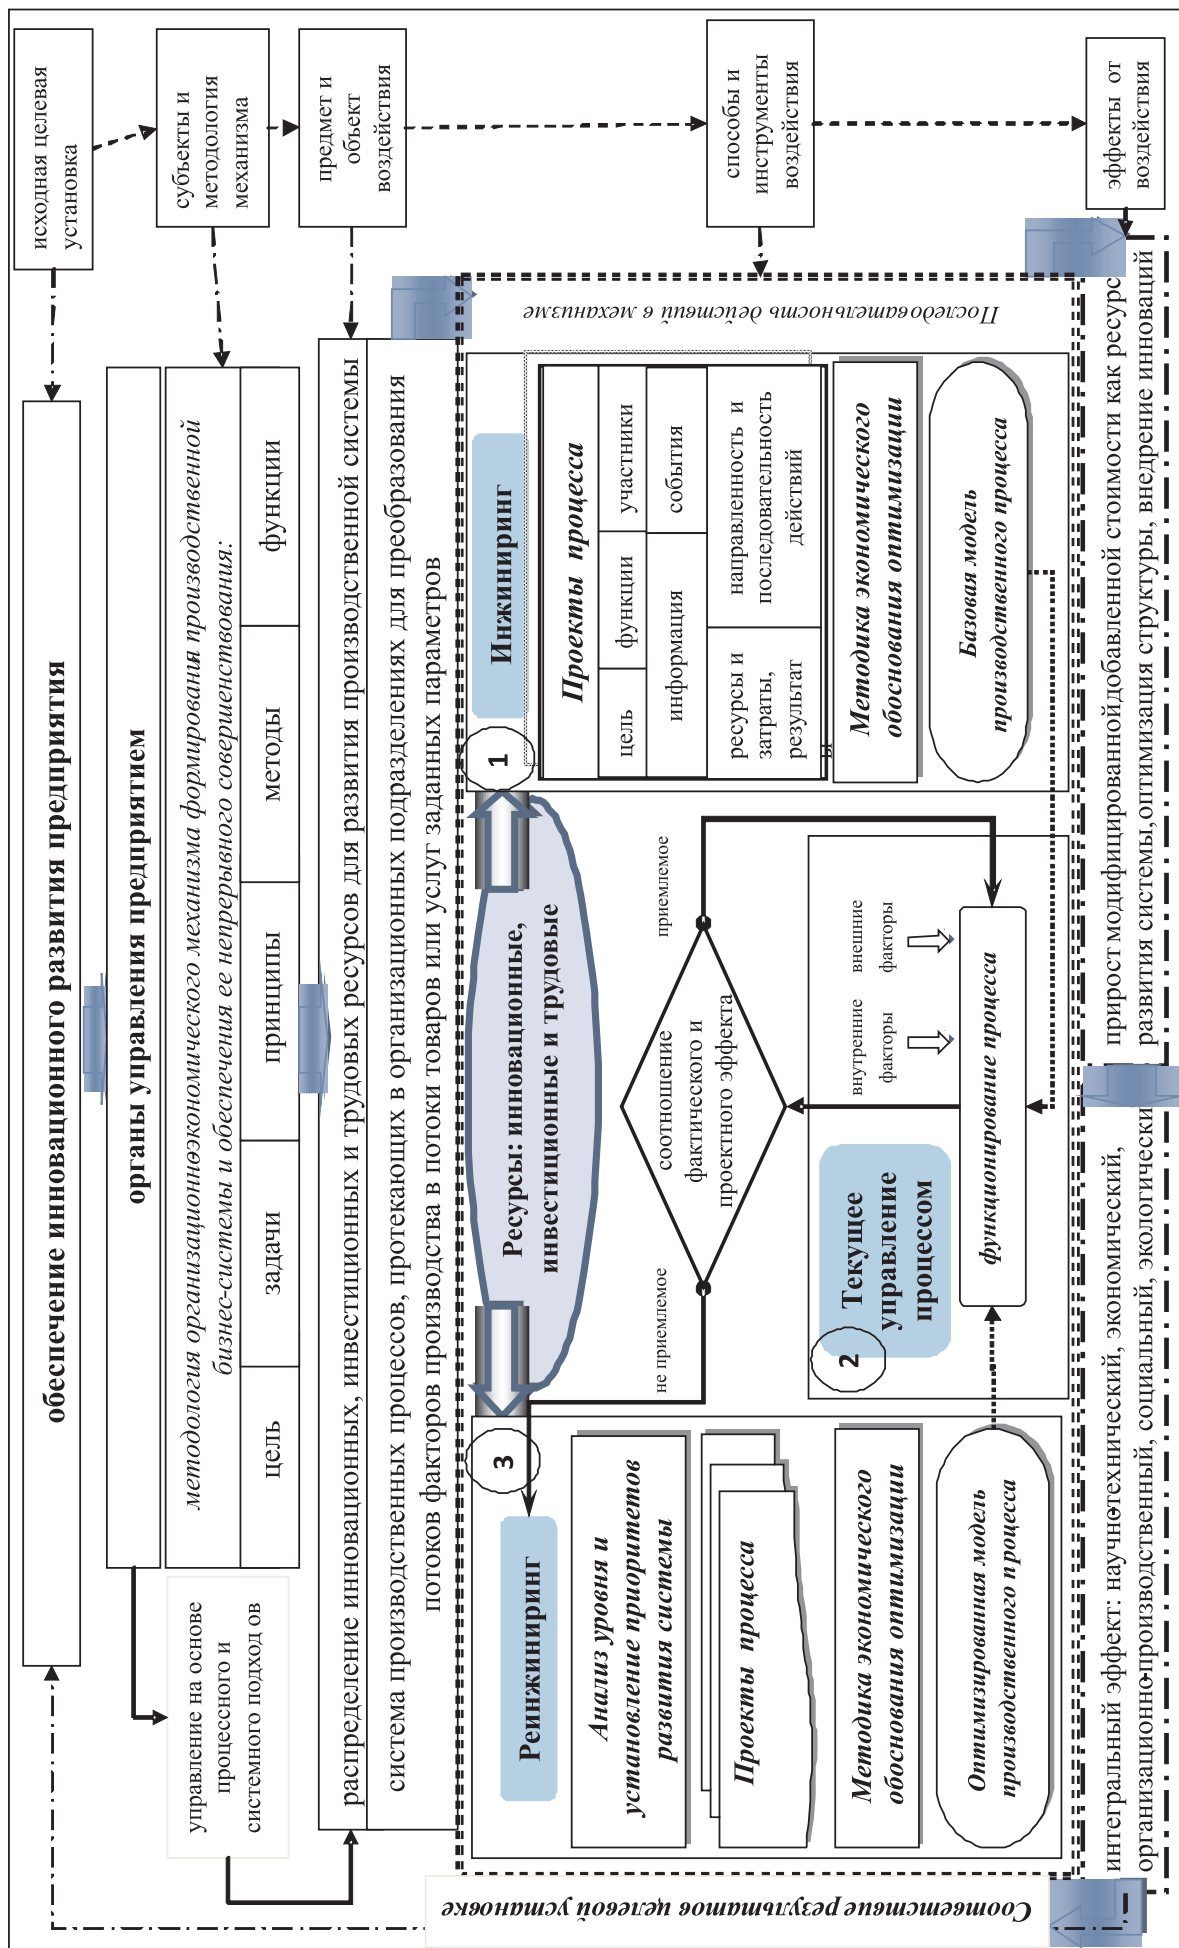 исходная целевая
установка
субъекты и
методология
механизма
предмет и
объект
воздействия
способы и
инструменты
воздействия
эффекты от
воздействия
обеспечение инновационного развития предприятия
органы управления предприятием
методология организационноэкономического механизма формирования производственной
бизнес-системы и обеспечения ее непрерывного совершенствования:
цель
задачи
принципы
методы
функции
управление на основе
процессного и
системного подход ов
распределение инновационных, инвестиционных и трудовых ресурсов для развития производственной системы
система производственных процессов, протекающих в организационных подразделениях для преобразования
потоков факторов производства в потоки товаров или услуг заданных параметров
Последовательность действий в механизме
Ресурсы: инновационные,
инвестиционные и трудовые
1
Инжиниринг
Проекты процесса
цель
функции
участники
информация
события
ресурсы и
затраты,
результат
ы
направленность и
последовательность
действий
Методика экономического
обоснования оптимизации
Базовая модель
производственного процесса
соотношение
фактического и
проектного эффекта
не приемлемое
приемлемое
2
Текущее
управление
процессом
внутренние
факторы
внешние
факторы
функционирование процесса
3
Реинжиниринг
Анализ уровня и
установление приоритетов
развития системы
Проекты процесса
Методика экономического
обоснования оптимизации
Оптимизированная модель
производственного процесса
Соответствие результатов целевой установке
интегральный эффект: научнотехнический, экономический,
организационно-производственный, социальный, экологический
прирост модифицированнойдобавленной стоимости как ресурс
развития системы, оптимизация структуры, внедрение инноваций